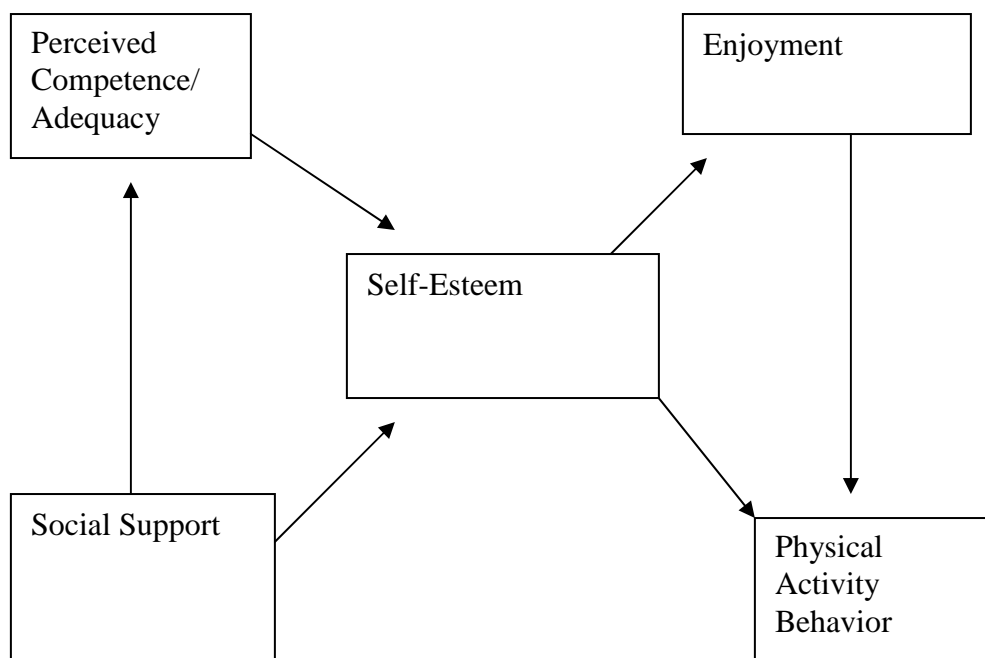 Perceived
Competence/
Adequacy
Enjoyment
Self-Esteem
Social Support
Physical
Activity
Behavior